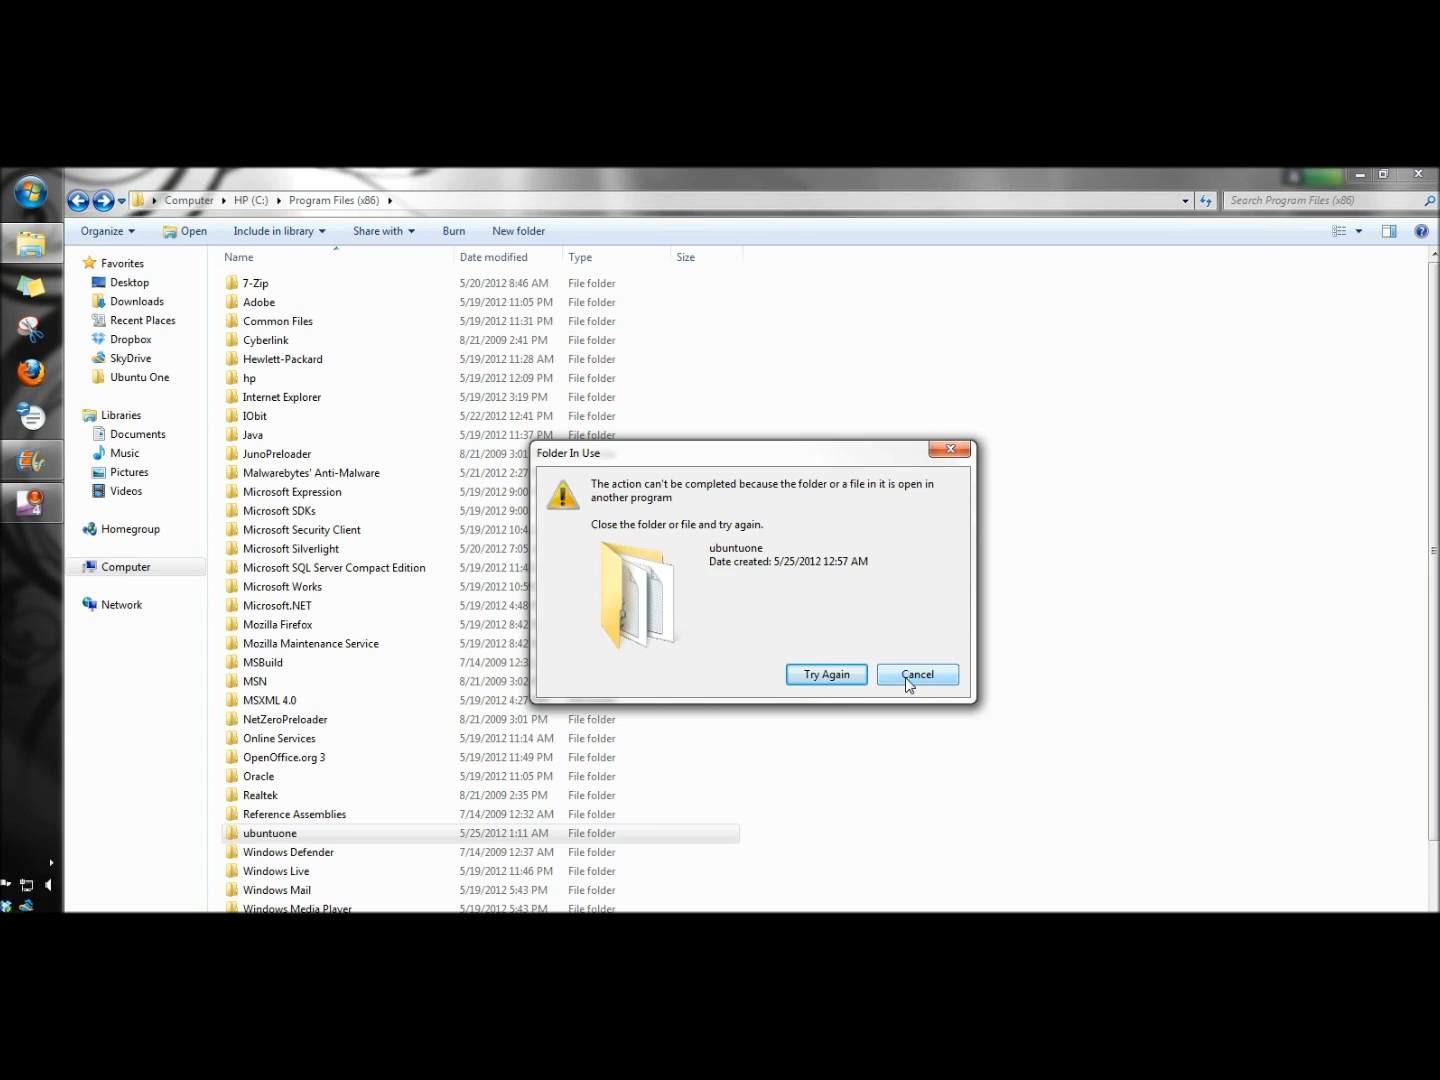 Computer HP (C:) Program Files (x86) Search Program Files (x86)
Organize Open Include in library Share with Burn New folder
Name Date modified Type Size
Favorites
Desktop
Downloads
Recent Places
Dropbox
SkyDrive
Ubuntu One
Libraries
Documents
Music
Pictures
Videos
Homegroup
Computer
Network
7-Zip 5/20/2012 8:46 AM File folder
Adobe 5/19/2012 11:05 PM File folder
Common Files 5/19/2012 11:31 PM File folder
Cyberlink 8/21/2009 2:41 PM File folder
Hewlett-Packard 5/19/2012 11:28 AM File folder
hp 5/19/2012 12:09 PM File folder
Internet Explorer 5/19/2012 3:19 PM File folder
IObit 5/22/2012 12:41 PM File folder
Java 5/19/2012 11:37 PM File folder
JunoPreloader 8/21/2009 3:01
Malwarebytes' Anti-Malware 5/21/2012 2:27
Microsoft Expression 5/19/2012 9:00
Microsoft SDKs 5/19/2012 9:00
Microsoft Security Client 5/19/2012 10:4
Microsoft Silverlight 5/20/2012 7:05
Microsoft SQL Server Compact Edition 5/19/2012 11:4
Microsoft Works 5/19/2012 10:5
Microsoft.NET 5/19/2012 4:48
Mozilla Firefox 5/19/2012 8:42
Mozilla Maintenance Service 5/19/2012 8:42
MSBuild 7/14/2009 12:3
MSN 8/21/2009 3:02
MSXML 4.0 5/19/2012 4:27
NetZeroPreloader 8/21/2009 3:01 PM File folder
Online Services 5/19/2012 11:14 AM File folder
OpenOffice.org 3 5/19/2012 11:49 PM File folder
Oracle 5/19/2012 11:05 PM File folder
Realtek 8/21/2009 2:35 PM File folder
Reference Assemblies 7/14/2009 12:32 AM File folder
ubuntuone 5/25/2012 1:11 AM File folder
Windows Defender 7/14/2009 12:37 AM File folder
Windows Live 5/19/2012 11:46 PM File folder
Windows Mail 5/19/2012 5:43 PM File folder
Windows Media Player 5/19/2012 5:43 PM File folder
Folder In Use
The action can't be completed because the folder or a file in it is open in
another program
Close the folder or file and try again.
ubuntuone
Date created: 5/25/2012 12:57 AM
Try Again Cancel
4